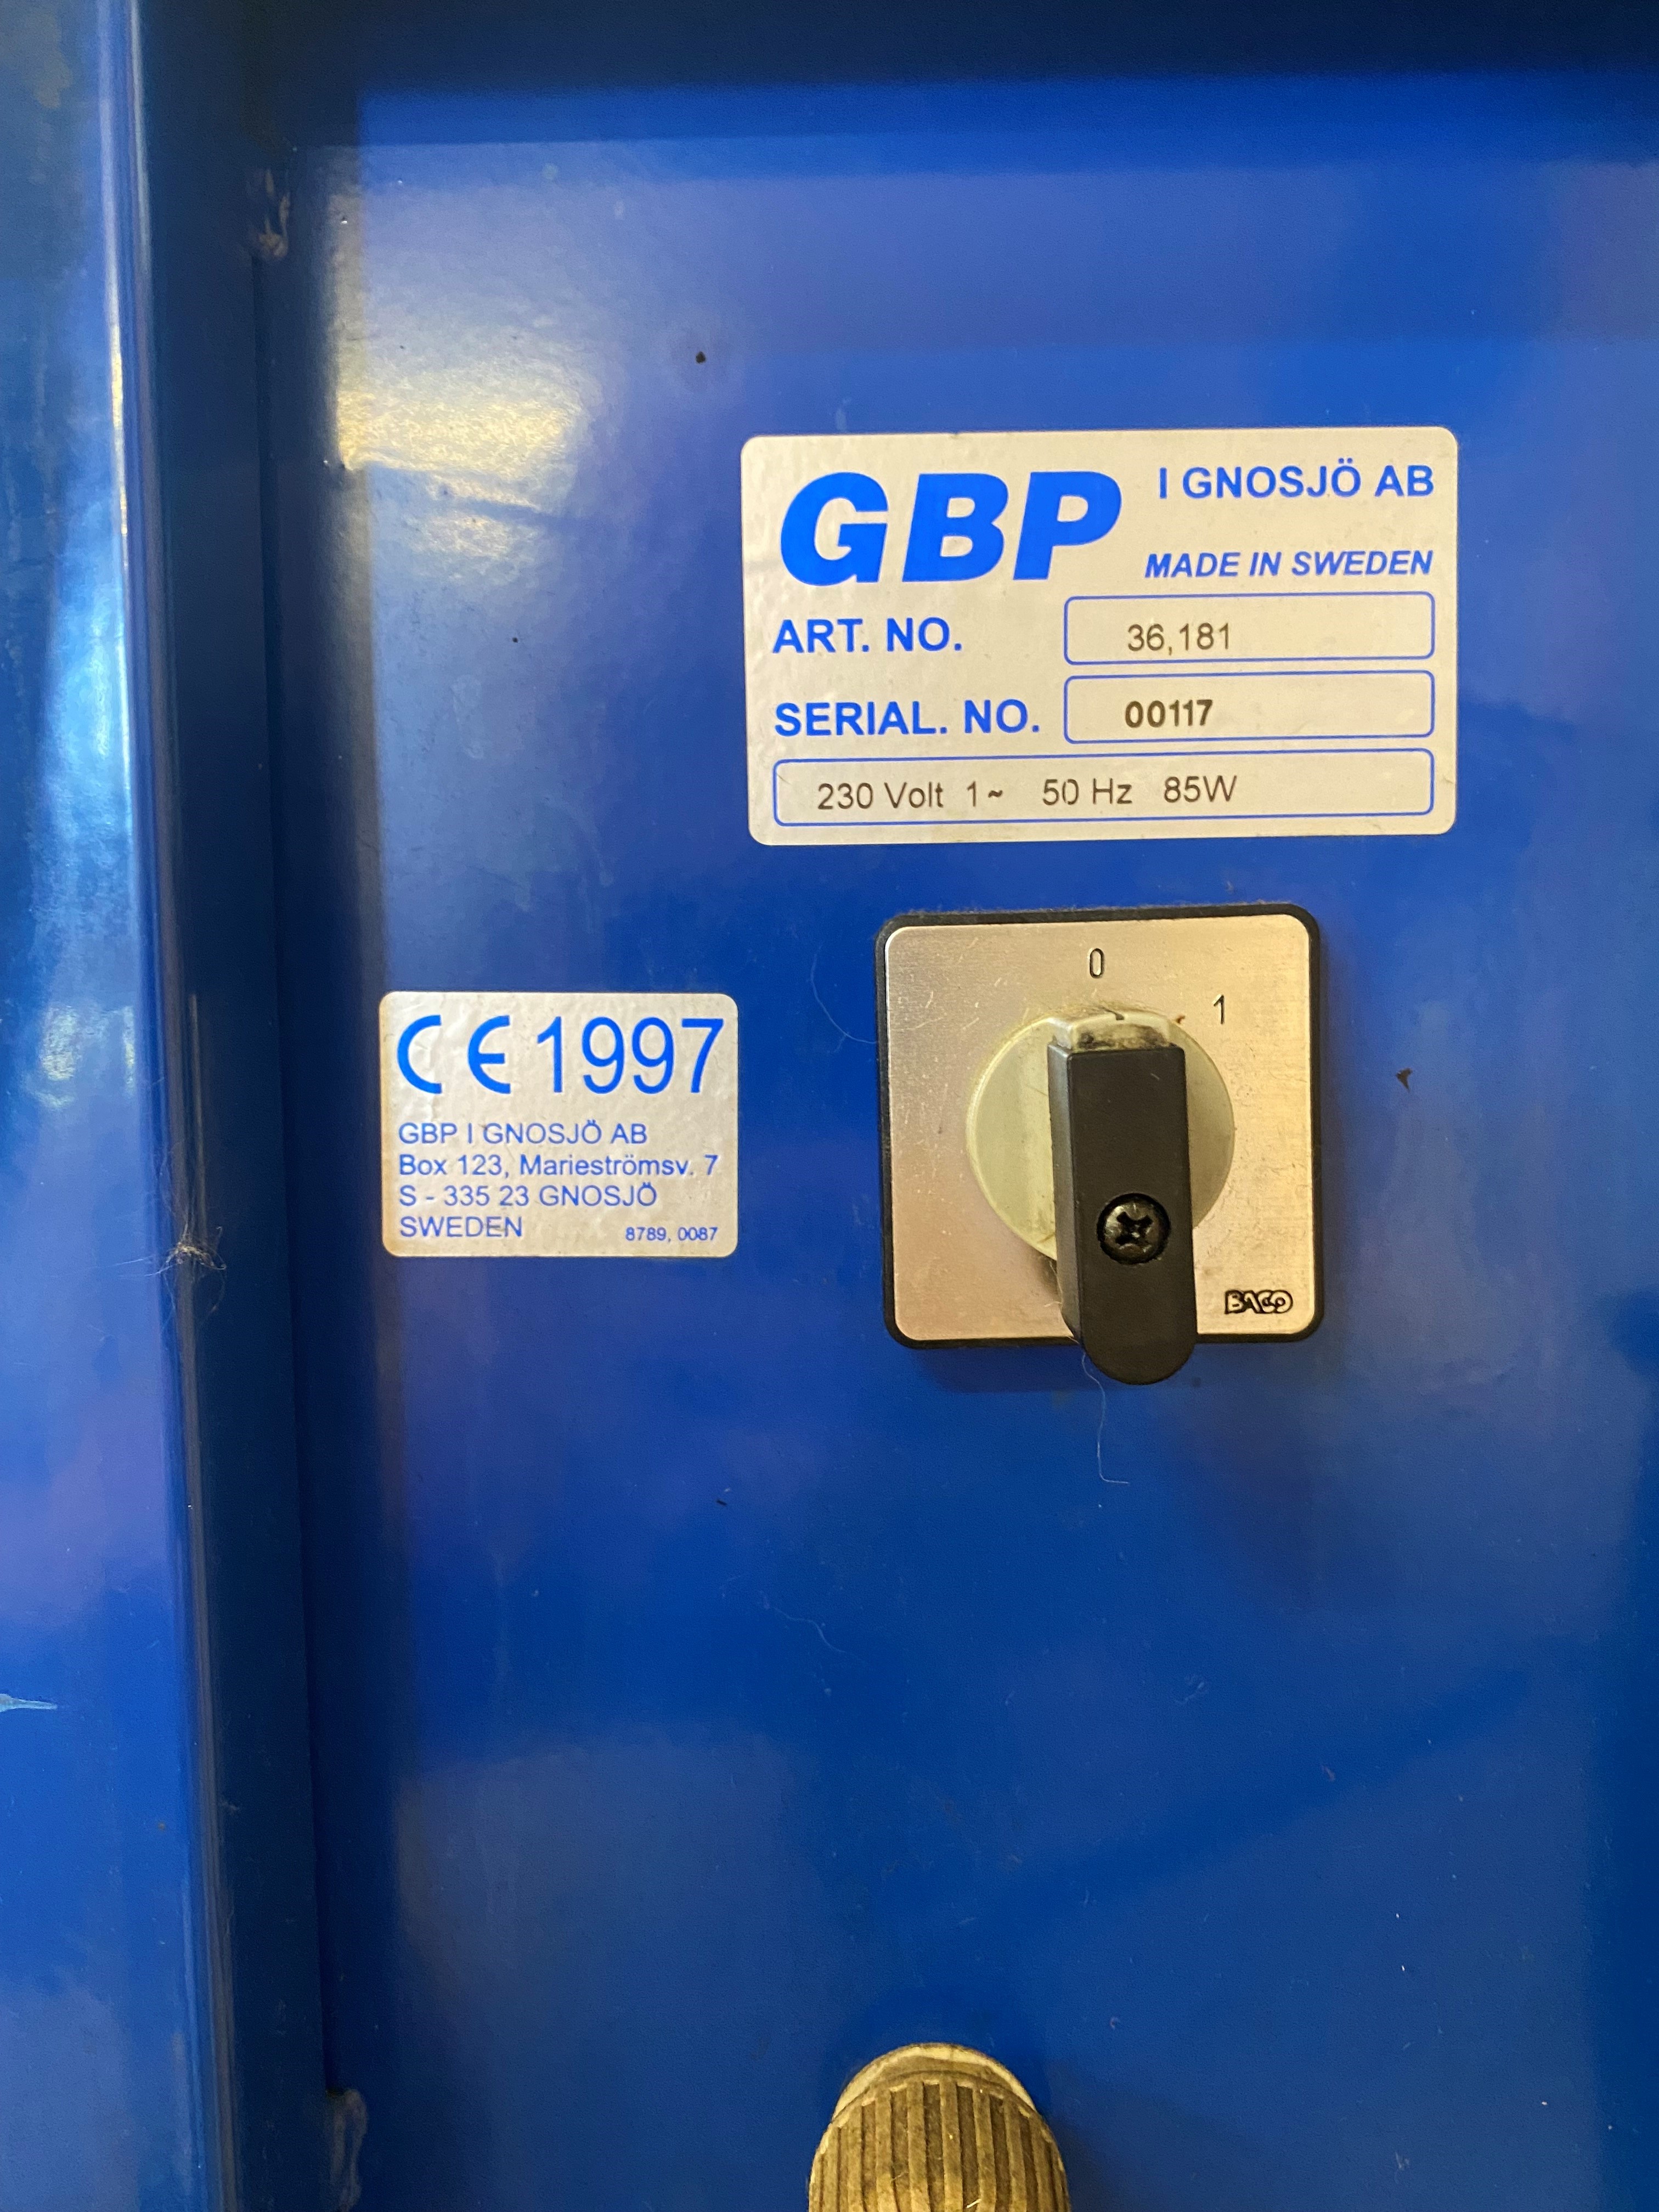 GBP I GNOSJÖ AB
MADE IN SWEDEN
ART. NO. 36,181
SERIAL. NO. 00117
230 Volt 1~ 50 Hz 85W
0
1
BACO
CE 1997
GBP I GNOSJÖ AB
Box 123, Marieströmsv. 7
S - 335 23 GNOSJÖ
SWEDEN 8789, 0087